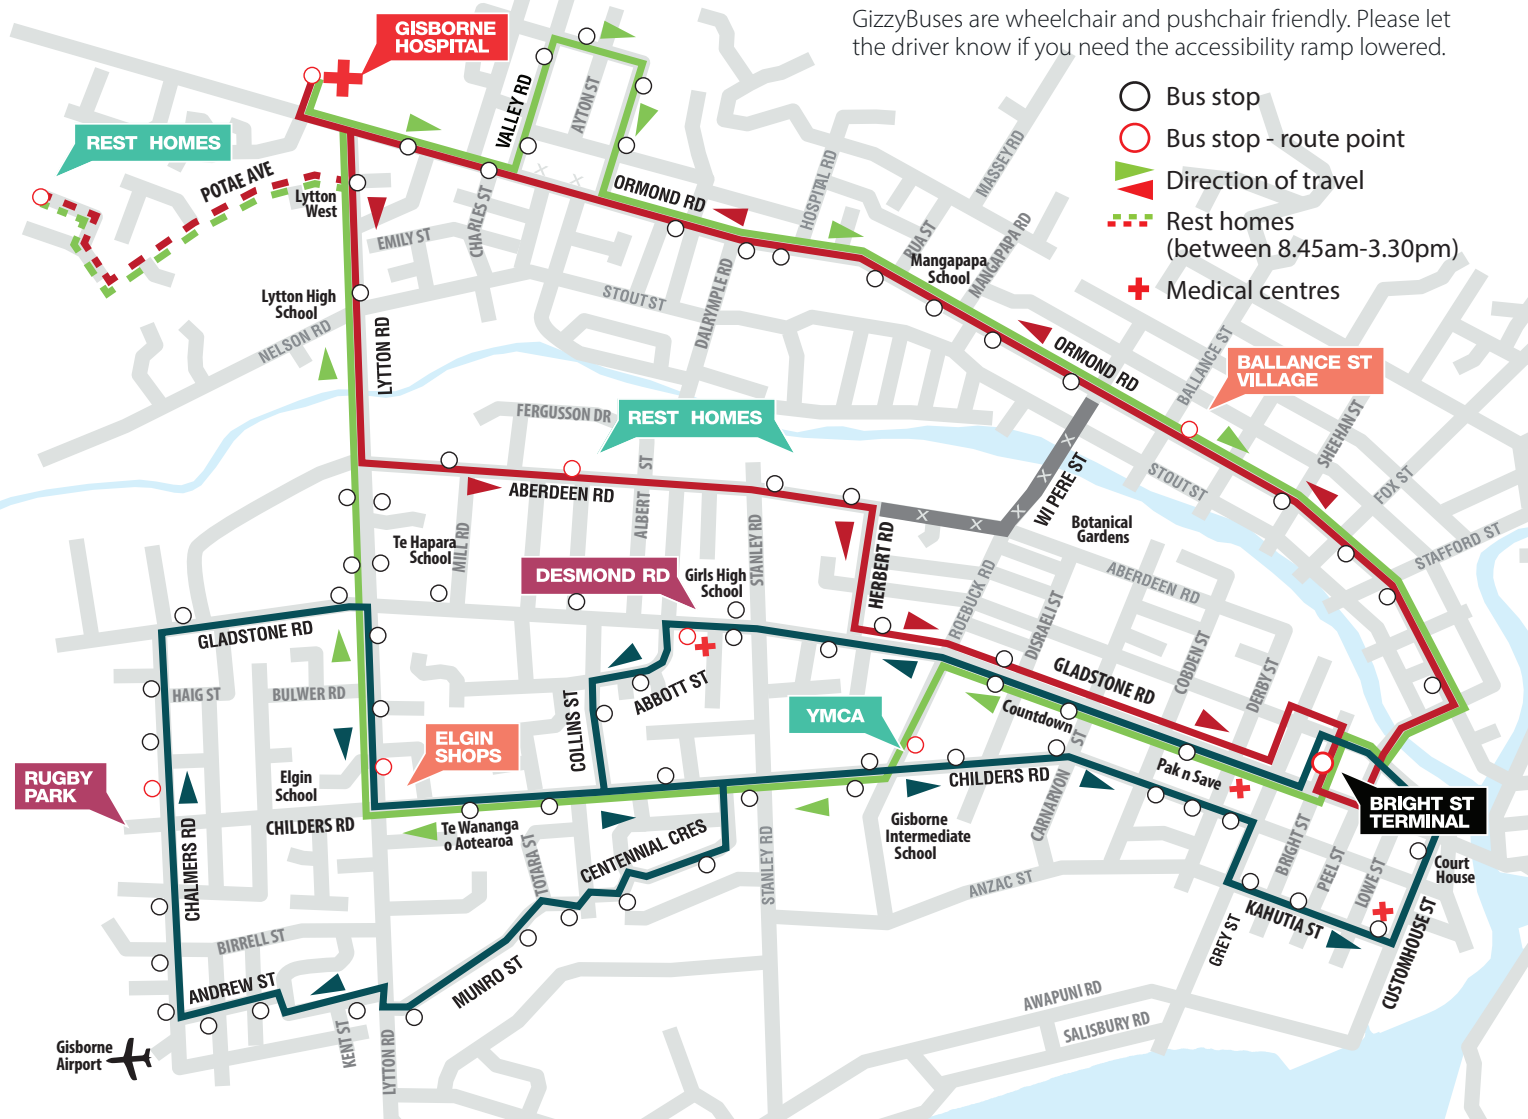 GizzyBuses are wheelchair and pushchair friendly. Please let
the driver know if you need the accessibility ramp lowered.
Bus stop
Bus stop - route point
Direction of travel
Rest homes
(between 8.45am-3.30pm)
Medical centres
GISBORNE
HOSPITAL
REST HOMES
POTAE AVE
Lytton
West
VALLEY RD
AYTON ST
ORMOND RD
HOSPITAL RD
MASSEY RD
RUA ST
MANGAPAPA RD
Mangapapa
School
EMILY ST
CHARLES ST
Lytton High
School
NELSON RD
LYTTON RD
STOUT ST
DALRYMPLE RD
ORMOND RD
BALLANCE ST
BALLANCE ST
VILLAGE
SHEEHAN ST
FOX ST
STAFFORD ST
STOUT ST
FERGUSSON DR
REST HOMES
ABERDEEN RD
ALBERT ST
WI PERE ST
Botanical
Gardens
ABERDEEN RD
Te Hapara
School
MILL RD
DESMOND RD
Girls High
School
STANLEY RD
HERBERT RD
ROEBUCK RD
DISRAELI ST
COBDEN ST
DERBY ST
GLADSTONE RD
GLADSTONE RD
HAIG ST
BULWER RD
COLLINS ST
ABBOTT ST
YMCA
Countdown
Pak n Save
ELGIN
SHOPS
Elgin
School
RUGBY
PARK
CHILDERS RD
CHILDERS RD
CARNARVON ST
Te Wananga
o Aotearoa
TOTARA ST
CENTENNIAL CRES
STANLEY RD
Gisborne
Intermediate
School
BRIGHT ST
TERMINAL
BRIGHT ST
PEEL ST
LOWE ST
Court
House
CHALMERS RD
ANZAC ST
KAHUTIA ST
GREY ST
CUSTOMHOUSE ST
BIRRELL ST
ANDREW ST
MUNRO ST
AWAPUNI RD
SALISBURY RD
KENT ST
LYTTON RD
Gisborne
Airport